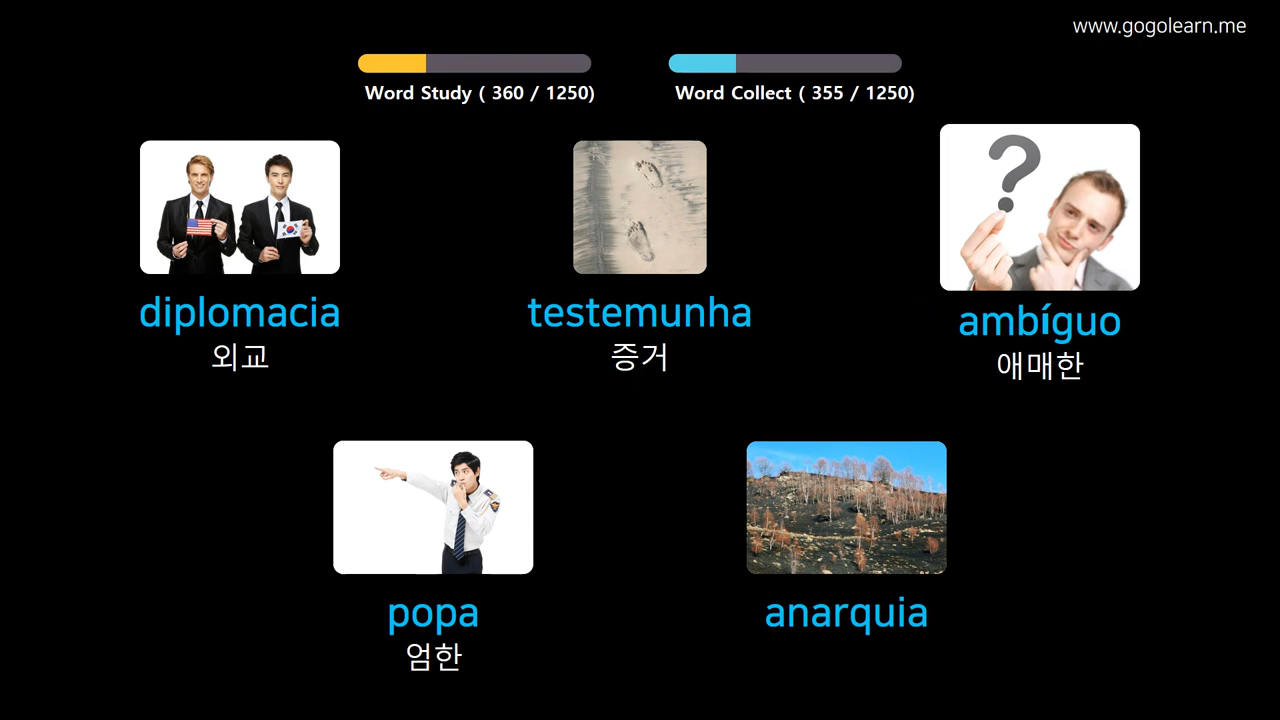 www.gogolearn.me
Word Study ( 360 / 1250)
Word Collect ( 355 / 1250)
diplomacia
외교
testemunha
증거
ambíguo
애매한
popa
엄한
anarquia